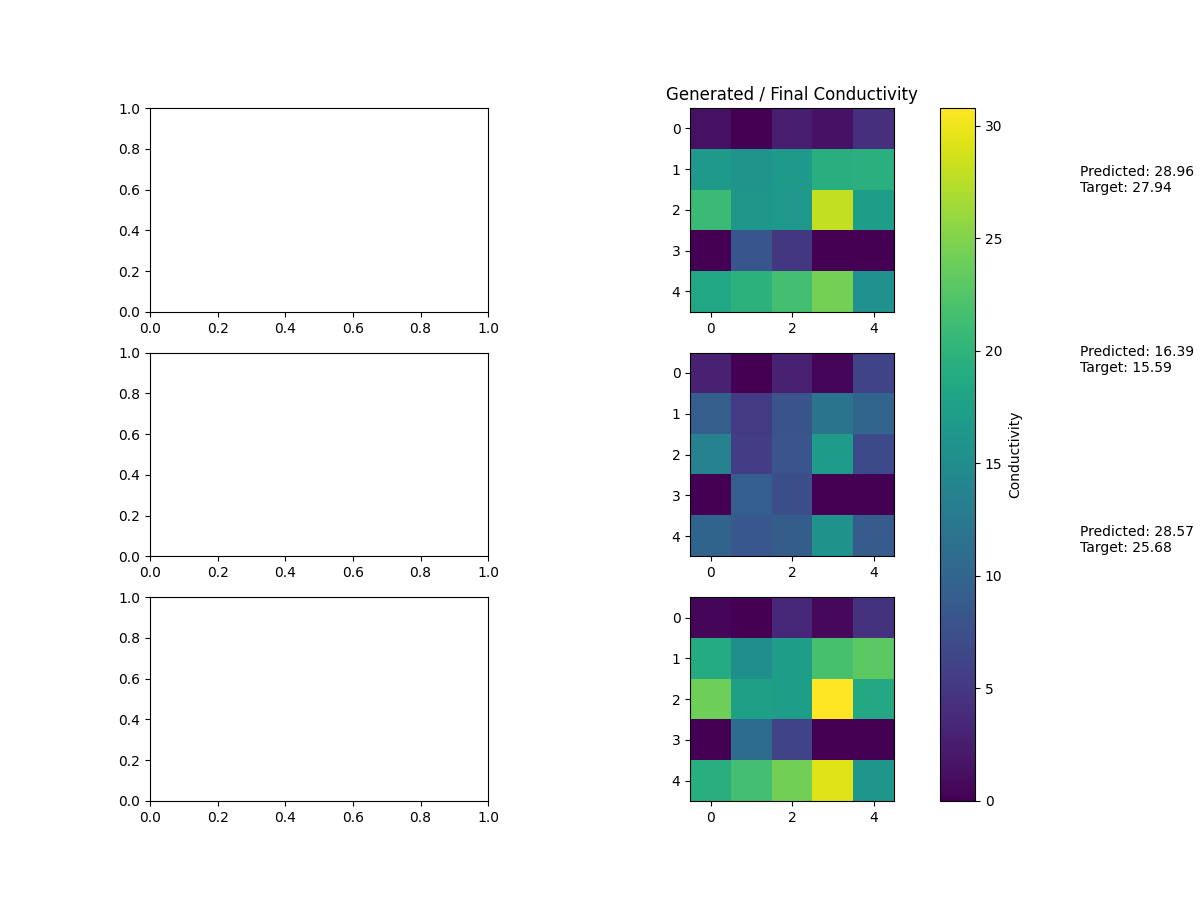 Generated / Final Conductivity
1.0
0.8
0.6
0.4
0.2
0.0
0.0 0.2 0.4 0.6 0.8 1.0
0
1
2
3
4
0 2 4
1.0
0.8
0.6
0.4
0.2
0.0
0.0 0.2 0.4 0.6 0.8 1.0
0
1
2
3
4
0 2 4
1.0
0.8
0.6
0.4
0.2
0.0
0.0 0.2 0.4 0.6 0.8 1.0
0
1
2
3
4
0 2 4
30
25
20
15
10
5
0
Conductivity
Predicted: 28.96
Target: 27.94
Predicted: 16.39
Target: 15.59
Predicted: 28.57
Target: 25.68